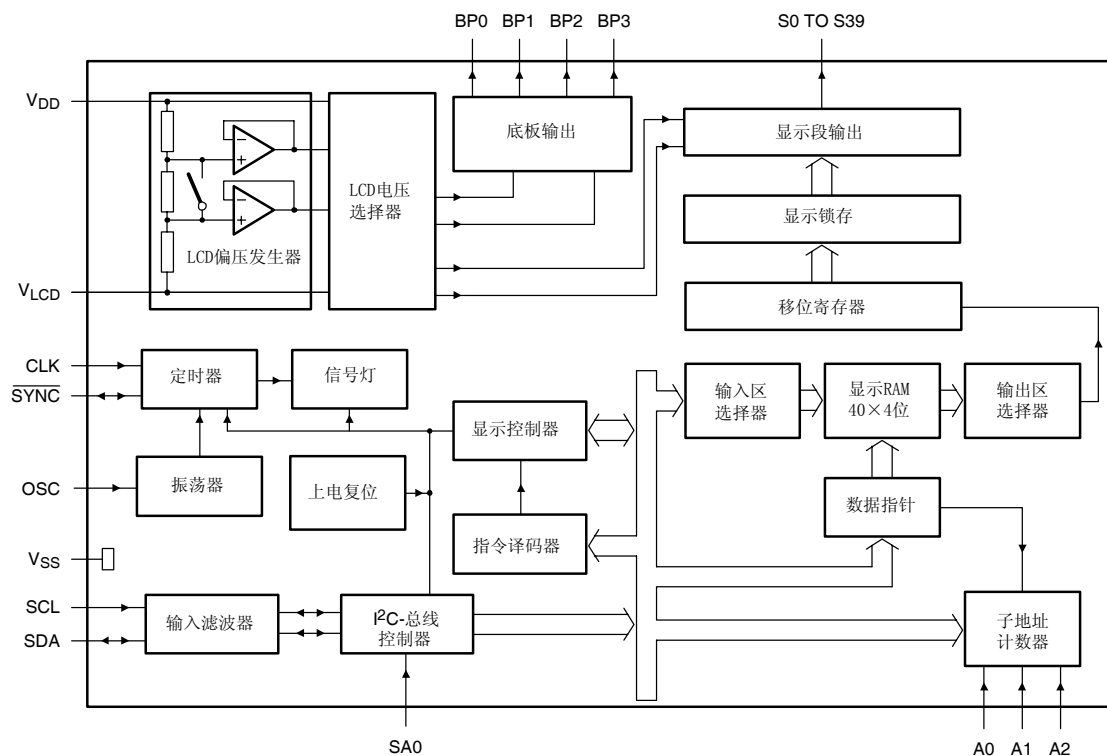 BP0 BP1 BP2 BP3 S0 TO S39
VDD
底板输出
显示段输出
LCD电压
选择器
显示锁存
LCD偏压发生器
VLCD
移位寄存器
CLK
SYNC
定时器
信号灯
输入区
选择器
显示RAM
40×4位
输出区
选择器
显示控制器
OSC
振荡器
上电复位
数据指针
指令译码器
VSS
SCL
SDA
输入滤波器
I²C-总线
控制器
子地址
计数器
SA0
A0 A1 A2